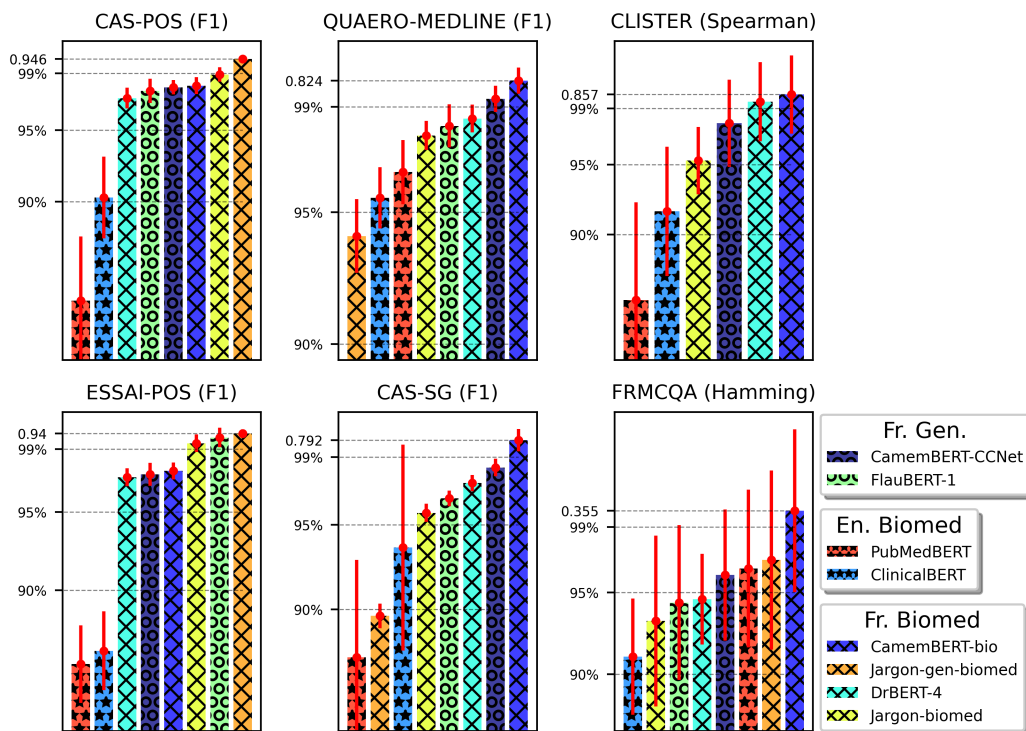 CAS-POS (F1)
0.946
99%
95%
90%
QUAERO-MEDLINE (F1)
0.824
99%
95%
90%
CLISTER (Spearman)
0.857
99%
95%
90%
ESSAI-POS (F1)
0.94
99%
95%
90%
CAS-SG (F1)
0.792
99%
95%
90%
FRMCQA (Hamming)
0.355
99%
95%
90%
Fr. Gen.
CamemBERT-CCNet
FlauBERT-1
En. Biomed
PubMedBERT
ClinicalBERT
Fr. Biomed
CamemBERT-bio
Jargon-gen-biomed
DrBERT-4
Jargon-biomed